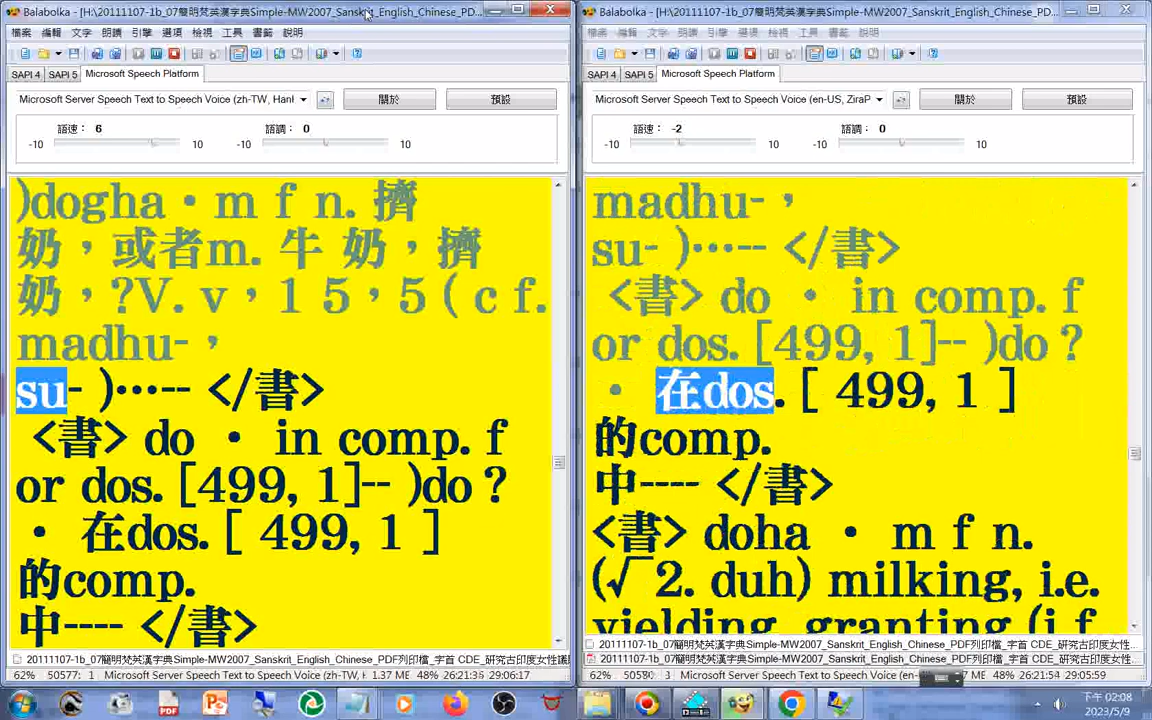 Balabolka - [H:\20111107-1b_07簡明梵英漢字典Simple-MW2007_Sanskrit_English_Chinese_PD...
檔案 編輯 文字 朗讀 引擎 選項 檢視 工具 書籤 說明
SAPI 4 SAPI 5 Microsoft Speech Platform
Microsoft Server Speech Text to Speech Voice (zh-TW, Hanl
關於 預設
語速： 6 語調： 0
-10 10 -10 10
)dogha・m f n. 擠
奶，或者m. 牛 奶，擠
奶，?V. v，1 5，5 ( c f.
madhu-，
su- )…-- </書>
<書> do ・ in comp. f
or dos. [499, 1]-- )do？
・ 在dos. [ 499, 1 ]
的comp.
中---- </書>
20111107-1b_07簡明梵英漢字典Simple-MW2007_Sanskrit_English_Chinese_PDF列印檔_字首 CDE_研究古印度女性議
62% 50577: 1 Microsoft Server Speech Text to Speech Voice (zh-TW, 1.37 MB 48% 26:21:35 29:06:17
Balabolka - [H:\20111107-1b_07簡明梵英漢字典Simple-MW2007_Sanskrit_English_Chinese_PD...
檔案 編輯 文字 朗讀 引擎 選項 檢視 工具 書籤 說明
SAPI 4 SAPI 5 Microsoft Speech Platform
Microsoft Server Speech Text to Speech Voice (en-US, ZiraP
關於 預設
語速： -2 語調： 0
-10 10 -10 10
madhu-，
su- )…-- </書>
<書> do ・ in comp. f
or dos. [499, 1]-- )do？
・ 在dos. [ 499, 1 ]
的comp.
中---- </書>
<書> doha ・ m f n.
(√ 2. duh) milking, i.e.
yielding, granting (i f
20111107-1b_07簡明梵英漢字典Simple-MW2007_Sanskrit_English_Chinese_PDF列印檔_字首 CDE_研究古印度女性
20111107-1b_07簡明梵英漢字典Simple-MW2007_Sanskrit_English_Chinese_PDF列印檔_字首 CDE_研究古印度女性...
62% 50580: Microsoft Server Speech Text to Speech Voice (en-US, MB 48% 26:21:54 29:05:59
下午 02:08
2023/5/9